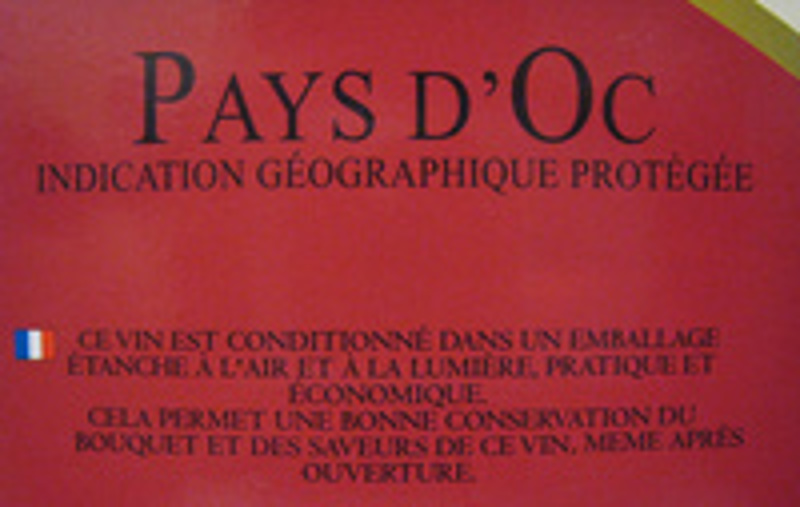 PAYS D'OC
INDICATION GÉOGRAPHIQUE PROTÉGÉE
CE VIN EST CONDITIONNÉ DANS UN EMBALLAGE
ÉTANCHE À L'AIR ET À LA LUMIÈRE, PRATIQUE ET
ÉCONOMIQUE.
CELA PERMET UNE BONNE CONSERVATION DU
BOUQUET ET DES SAVEURS DE CE VIN, MEME APRÈS
OUVERTURE.